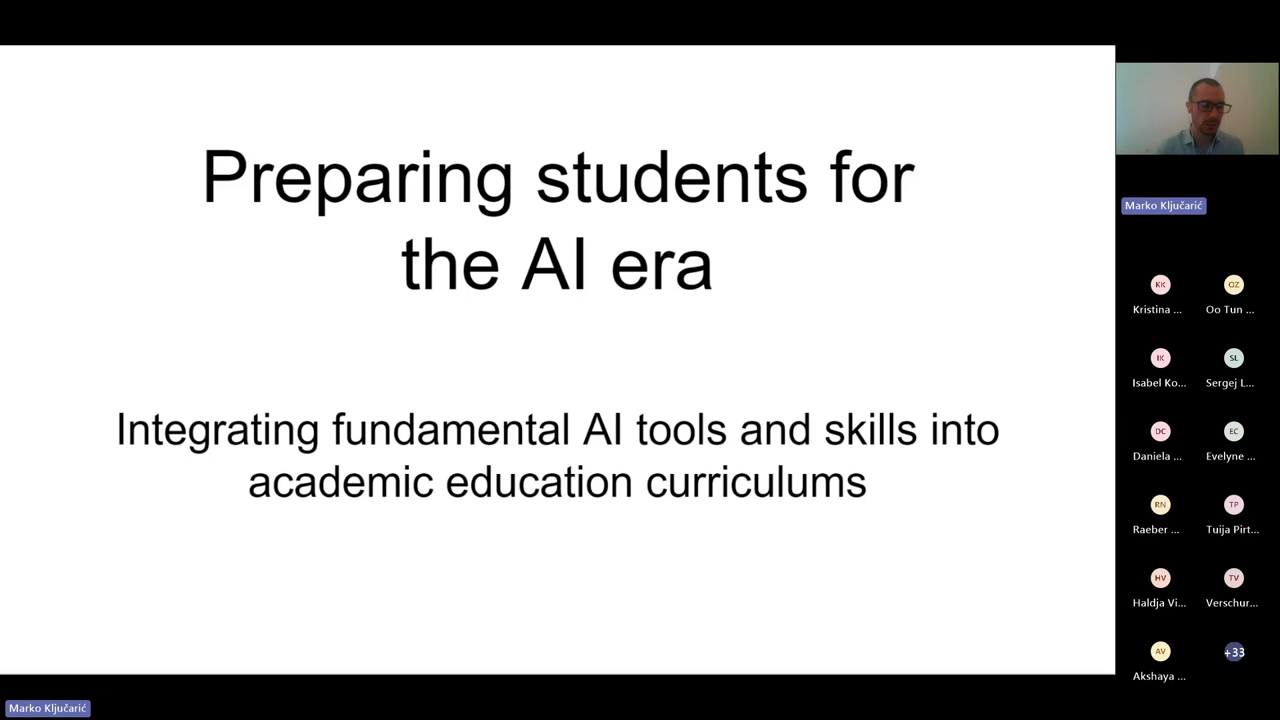 Preparing students for
the AI era
Integrating fundamental AI tools and skills into
academic education curriculums
Marko Ključarić
KK
OZ
Kristina ...
Oo Tun ...
IK
SL
Isabel Ko...
Sergej L...
DC
EC
Daniela ...
Evelyne ...
RN
TP
Raeber ...
Tuija Pirt...
HV
TV
Haldja Vi...
Verschur...
AV
+33
Akshaya ...
Marko Ključarić